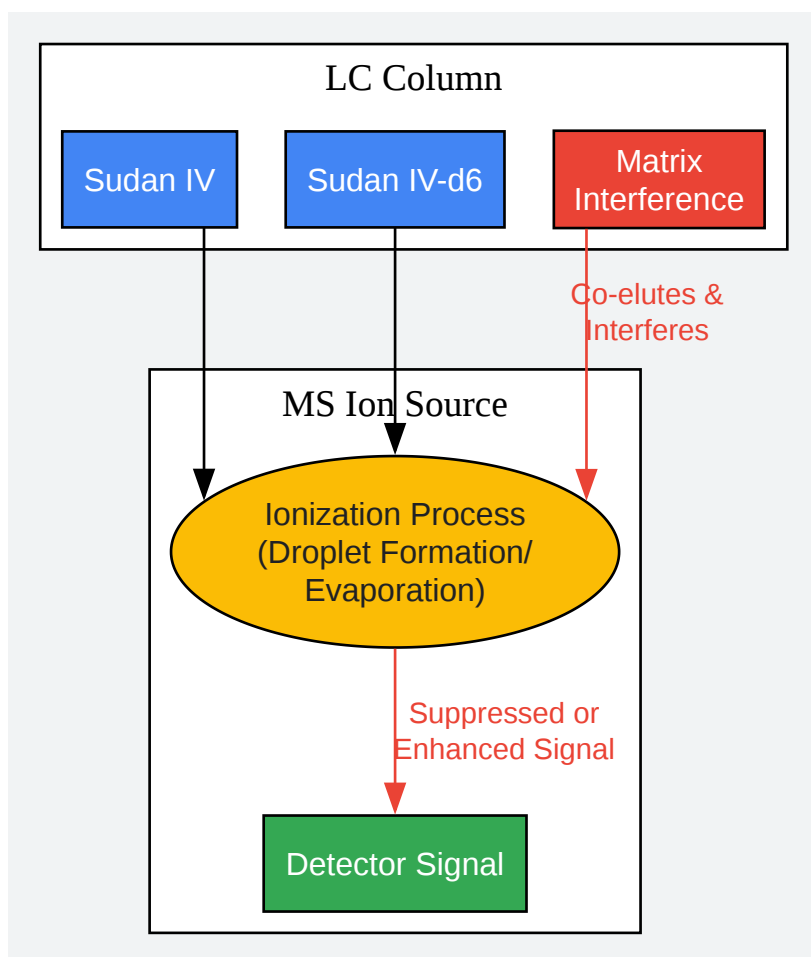 LC Column
Sudan IV
Sudan IV-d6
Matrix
Interference
Co-elutes &
Interferes
MS Ion Source
Ionization Process
(Droplet Formation/
Evaporation)
Suppressed or
Enhanced Signal
Detector Signal